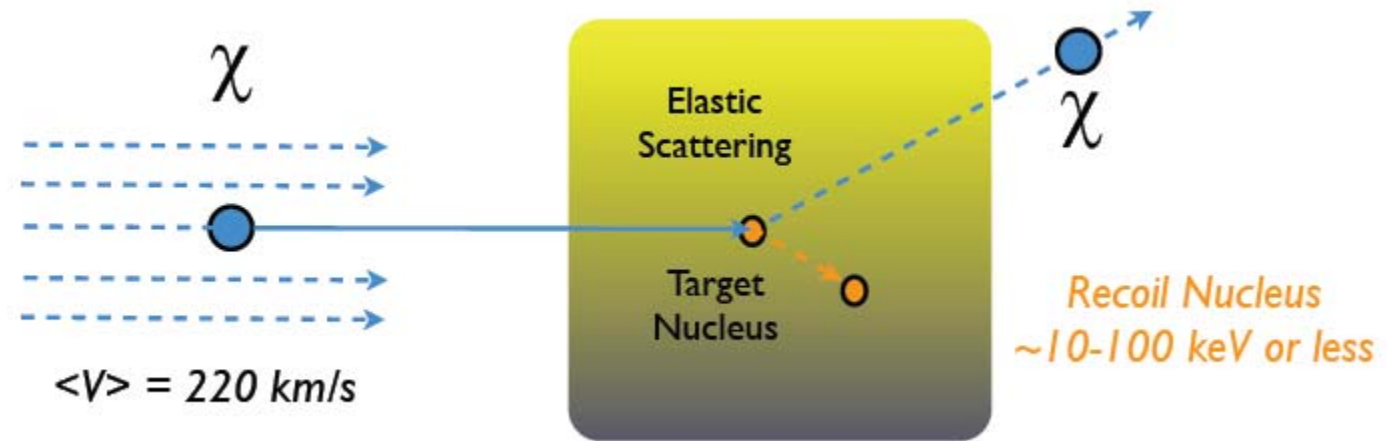 χ
Elastic
Scattering
χ
Target
Nucleus
Recoil Nucleus
~10-100 keV or less
<V> = 220 km/s